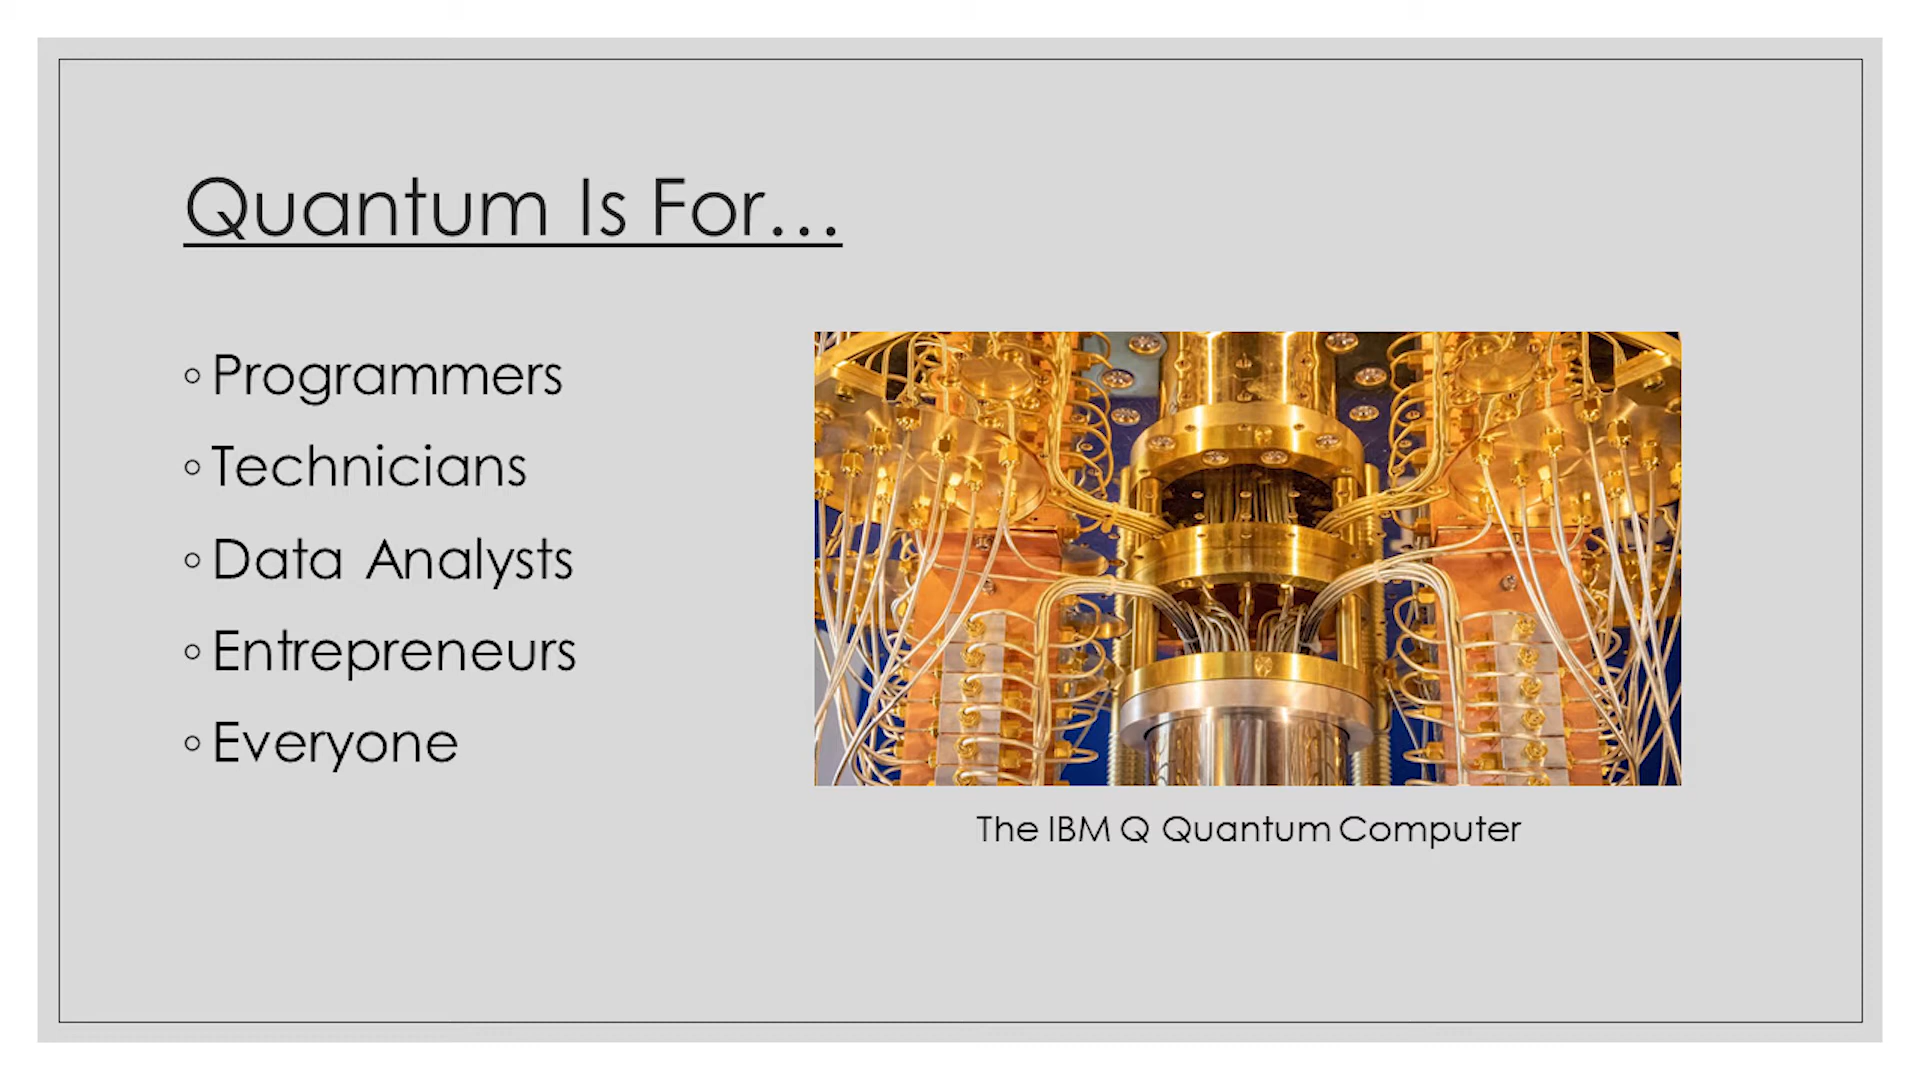 Quantum Is For...
◦ Programmers
◦ Technicians
◦ Data Analysts
◦ Entrepreneurs
◦ Everyone
The IBM Q Quantum Computer